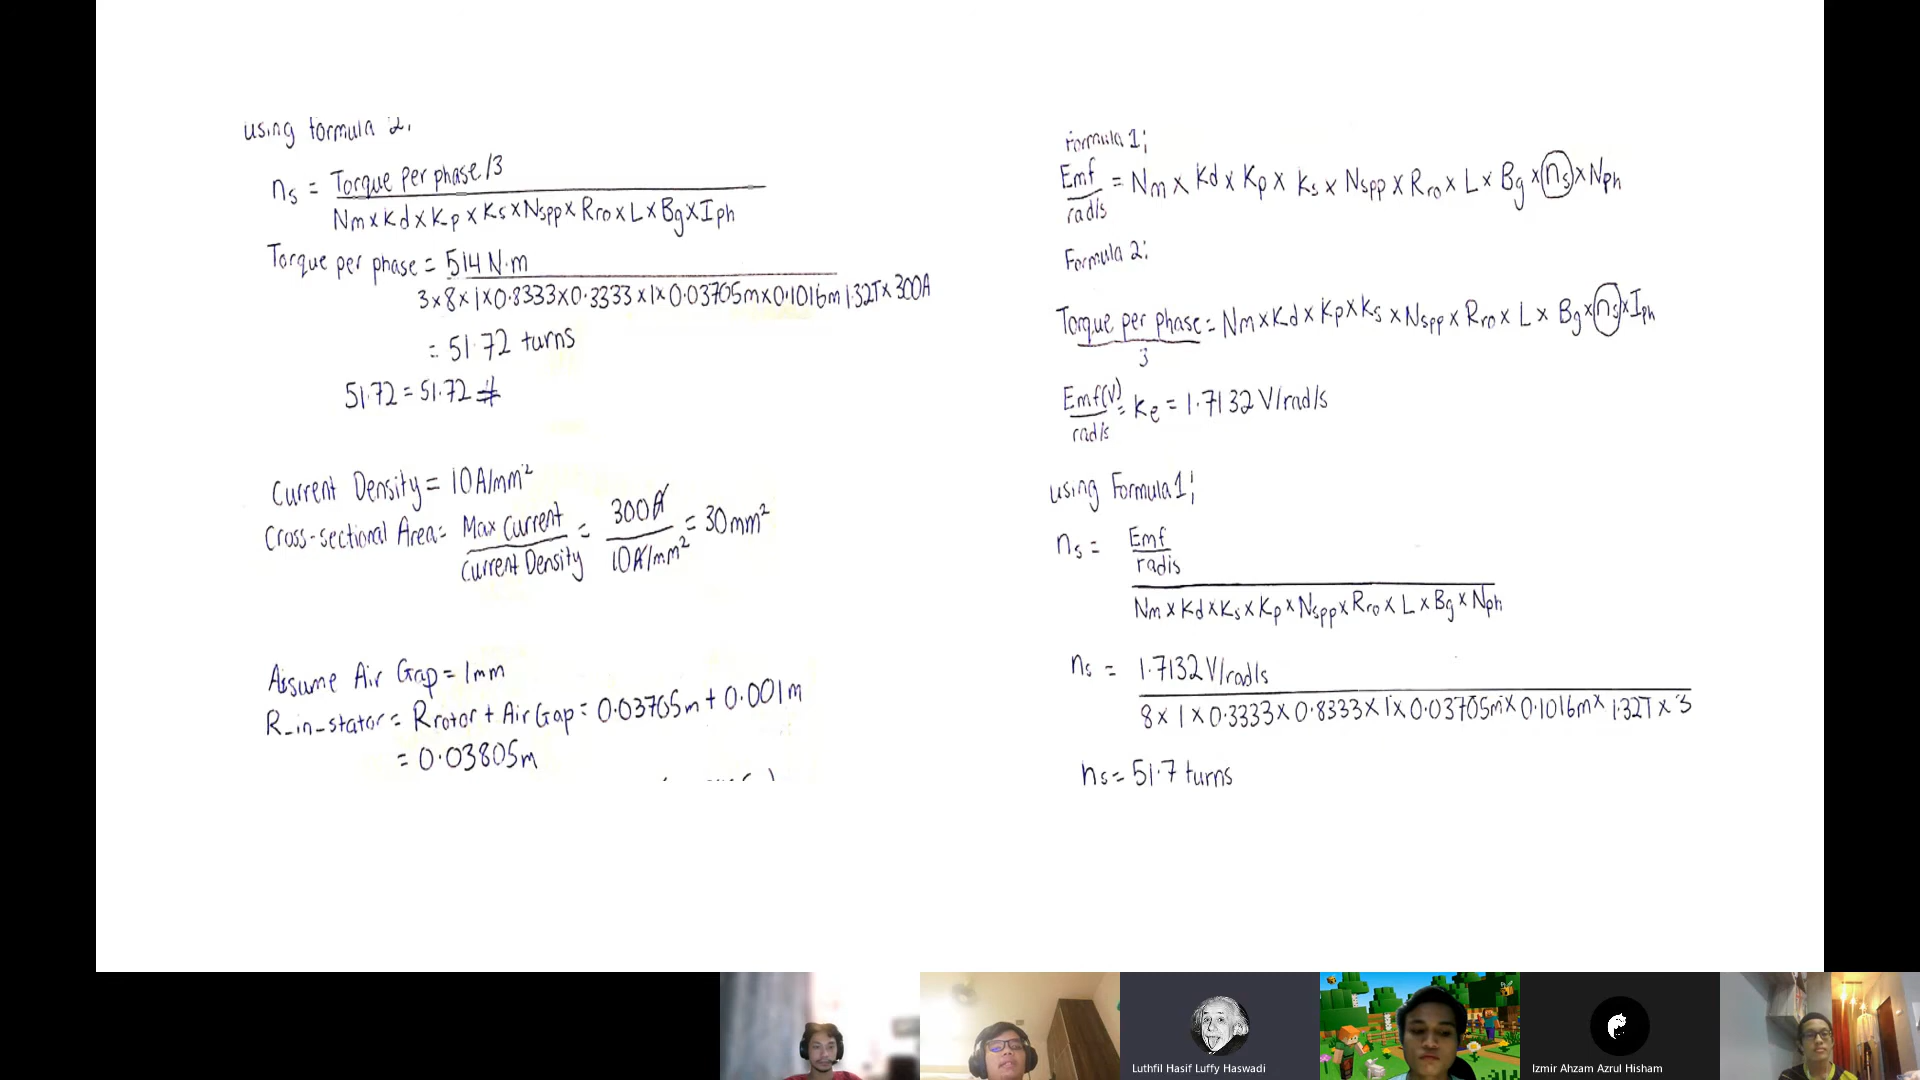 using formula 2,
ns = Torque per phase /3
Nm x Kd x Kp x Ks x Nspp x Rro x L x Bg x Iph
Torque per phase = 514 N·m
3 x 8 x 1 x 0.8333 x 0.3333 x 1 x 0.03705m x 0.1016m 1.32T x 300A
= 51.72 turns
51.72 = 51.72 #
Current Density = 10A/mm²
Cross-sectional Area = Max Current / Current Density = 300A / 10A/mm² = 30mm²
Assume Air Gap = 1mm
R_in_stator = Rrotor + Air Gap = 0.03705m + 0.001m
= 0.03805m
Formula 1;
Emf / rad/s = Nm x Kd x Kp x Ks x Nspp x Rro x L x Bg x ns x Nph
Formula 2:
Torque per phase / 3 = Nm x Kd x Kp x Ks x Nspp x Rro x L x Bg x ns x Iph
Emf(V) / rad/s = Ke = 1.7132 V/rad/s
using Formula 1;
ns = Emf / rad/s
Nm x Kd x Ks x Kp x Nspp x Rro x L x Bg x Nph
ns = 1.7132 V/rad/s
8 x 1 x 0.3333 x 0.8333 x 1 x 0.03705m x 0.1016m x 1.32T x 3
ns = 51.7 turns
Luthfil Hasif Luffy Haswadi
Izmir Ahzam Azrul Hisham